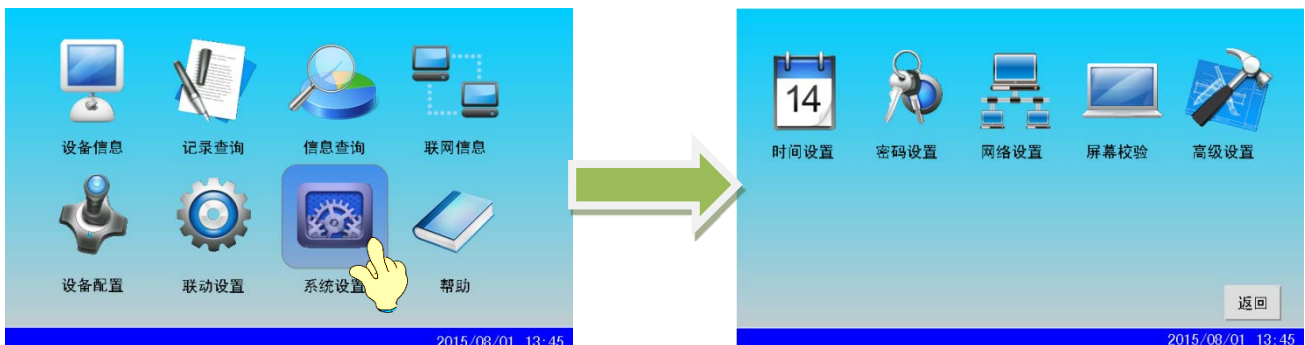 设备信息 记录查询 信息查询 联网信息
设备配置 联动设置 系统设置 帮助
2015/08/01 13:45
14
时间设置 密码设置 网络设置 屏幕校验 高级设置
返回
2015/08/01 13:45